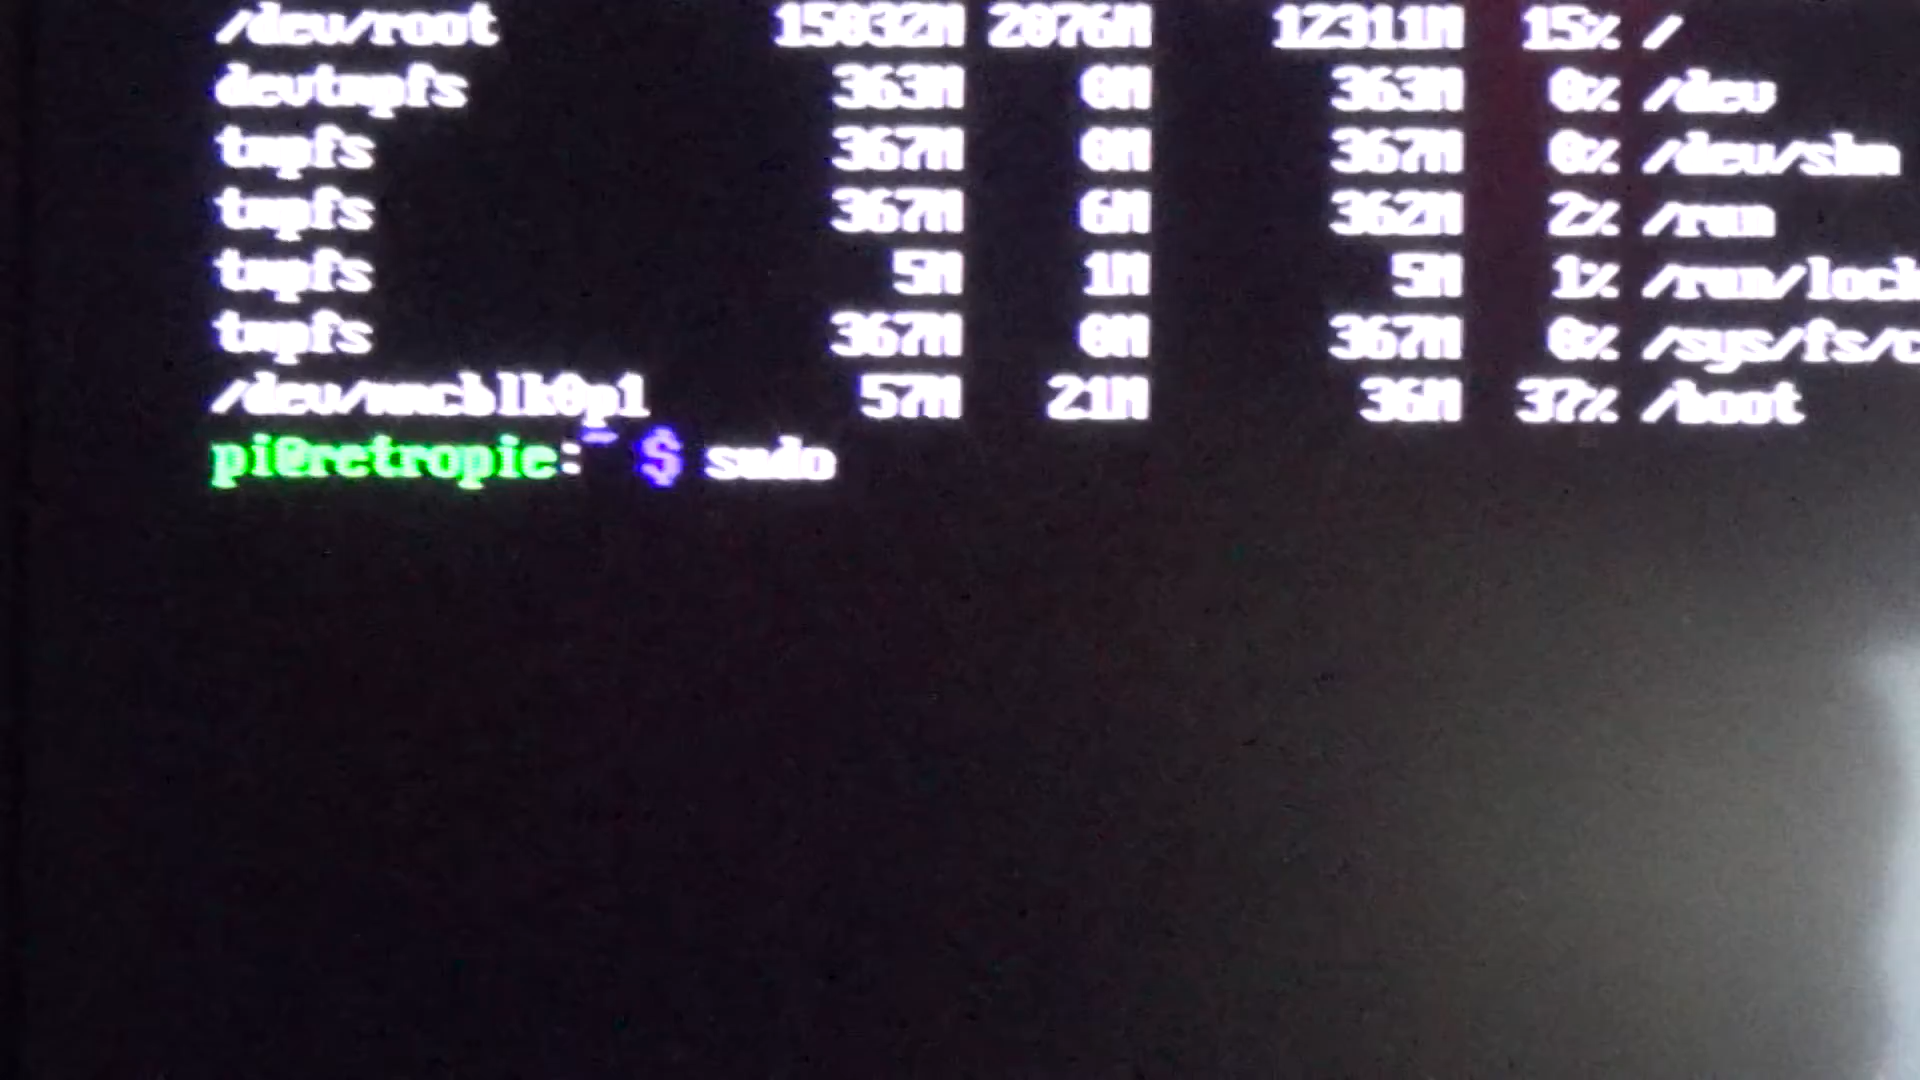 /dev/root 15032M 2076M 12311M 15% /
devtmpfs 363M 0M 363M 0% /dev
tmpfs 367M 0M 367M 0% /dev/shm
tmpfs 367M 6M 362M 2% /run
tmpfs 5M 1M 5M 1% /run/lock
tmpfs 367M 0M 367M 0% /sys/fs/c
/dev/mmcblk0p1 57M 21M 36M 37% /boot
pi@retropie:~ $ sudo